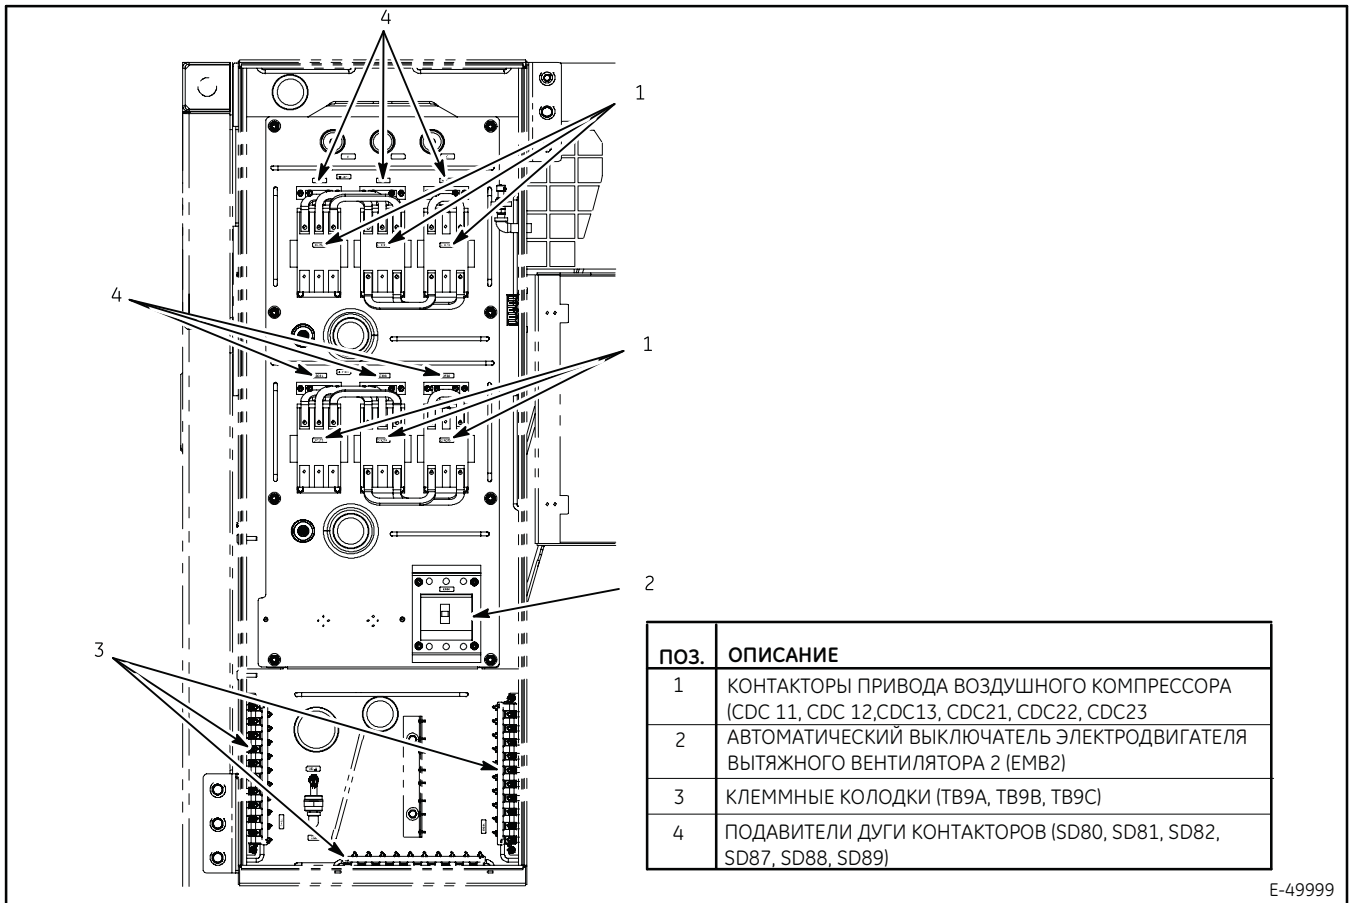 4
1
4
1
2
3
ПОЗ. ОПИСАНИЕ
1 КОНТАКТОРЫ ПРИВОДА ВОЗДУШНОГО КОМПРЕССОРА
(CDC 11, CDC 12,CDC13, CDC21, CDC22, CDC23
2 АВТОМАТИЧЕСКИЙ ВЫКЛЮЧАТЕЛЬ ЭЛЕКТРОДВИГАТЕЛЯ
ВЫТЯЖНОГО ВЕНТИЛЯТОРА 2 (EMB2)
3 КЛЕММНЫЕ КОЛОДКИ (TB9A, TB9B, TB9C)
4 ПОДАВИТЕЛИ ДУГИ КОНТАКТОРОВ (SD80, SD81, SD82,
SD87, SD88, SD89)
E-49999